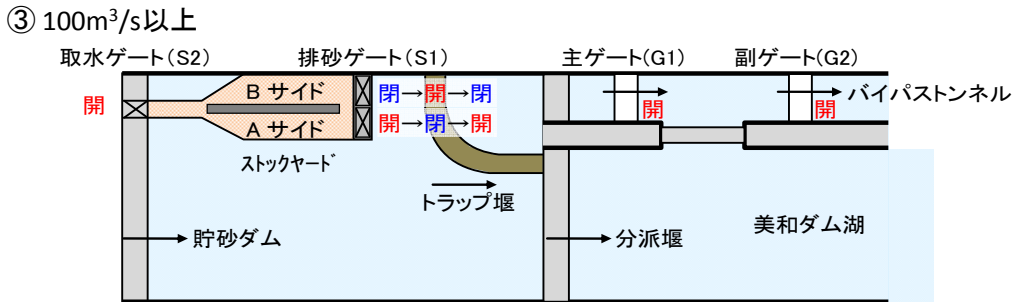 ③ 100m³/s以上
取水ゲート(S2)
排砂ゲート(S1)
主ゲート(G1)
副ゲート(G2)
開
Bサイド
Aサイド
ストックヤード
閉→開→閉
開→閉→開
開
開
バイパストンネル
トラップ堰
貯砂ダム
分派堰
美和ダム湖